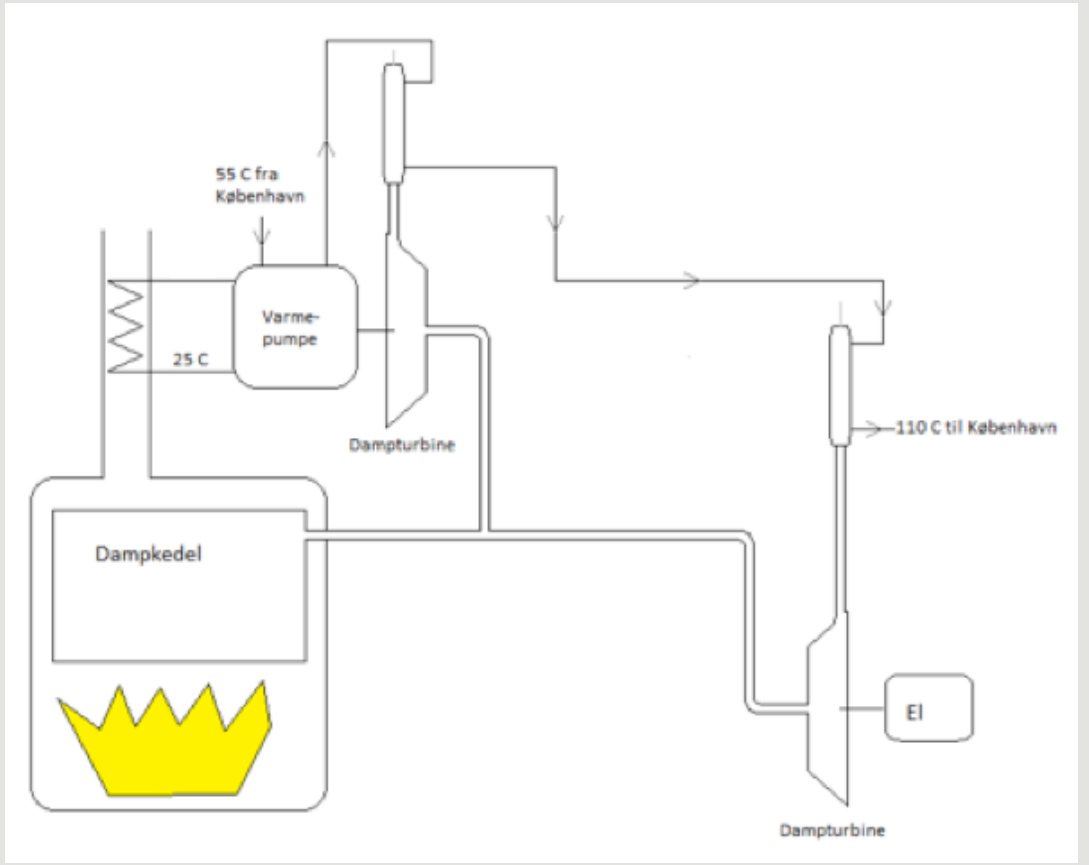 55 C fra
København
Varme-
pumpe
25 C
Dampturbine
110 C til København
Dampkedel
El
Dampturbine